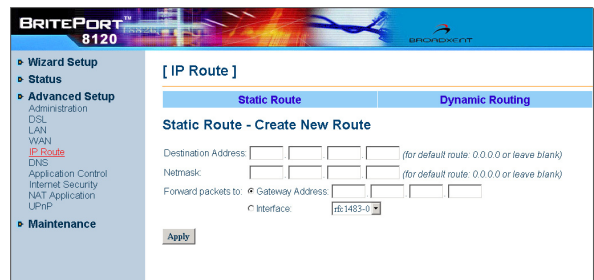 BRITEPORT™
8120
BROADXENT
Wizard Setup
Status
Advanced Setup
Administration
DSL
LAN
WAN
IP Route
DNS
Application Control
Internet Security
NAT Application
UPnP
Maintenance
[ IP Route ]
Static Route Dynamic Routing
Static Route - Create New Route
Destination Address: . . . (for default route: 0.0.0.0 or leave blank)
Netmask: . . . (for default route: 0.0.0.0 or leave blank)
Forward packets to: Gateway Address: . . .
Interface: rfc1483-0
Apply